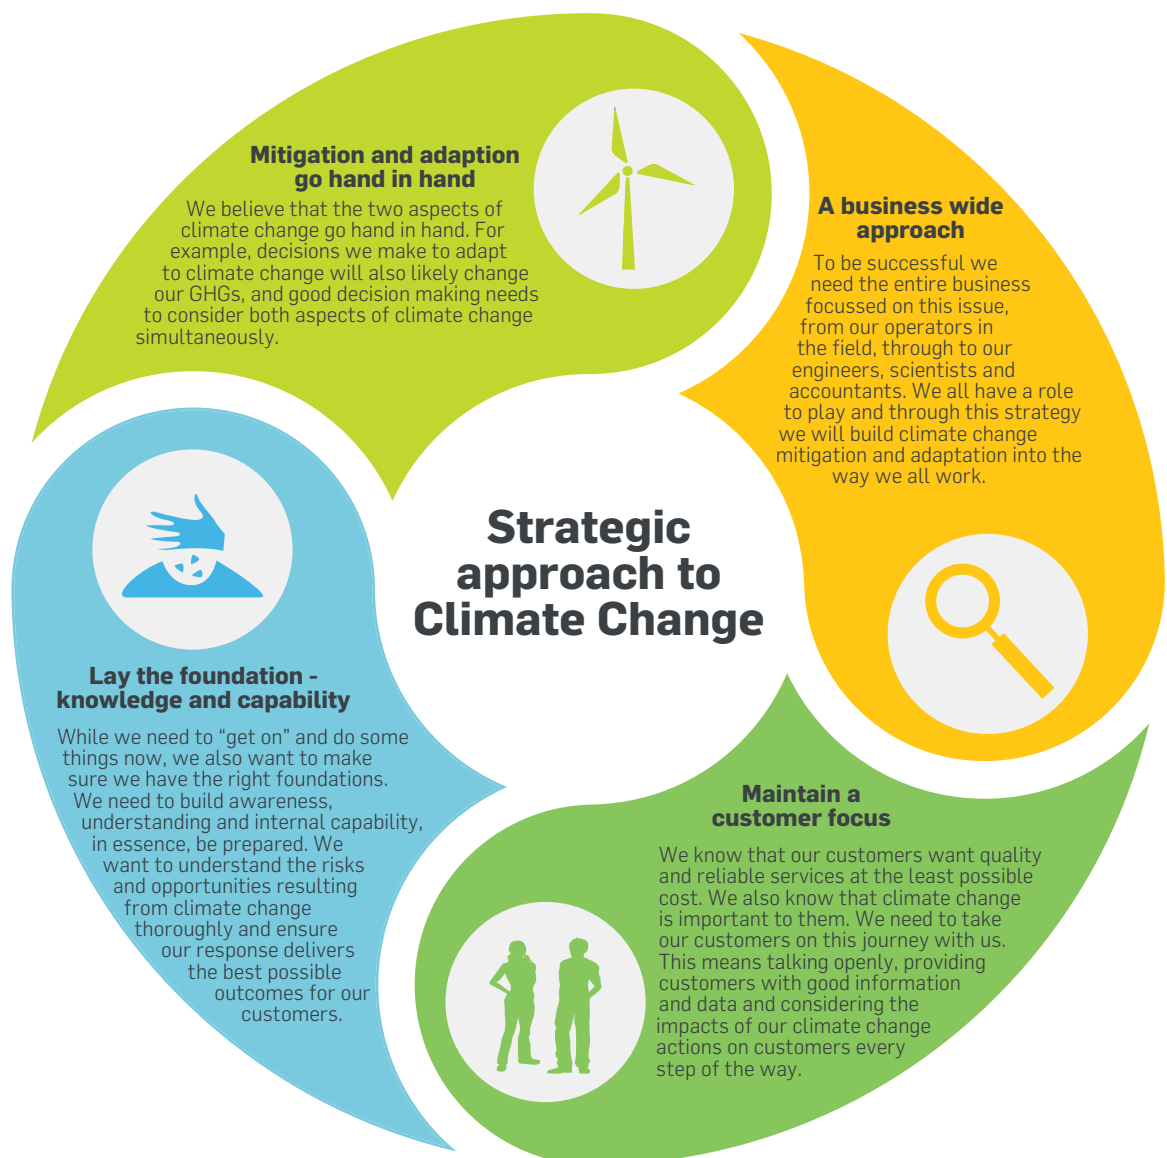 Mitigation and adaption
go hand in hand
We believe that the two aspects of
climate change go hand in hand. For
example, decisions we make to adapt
to climate change will also likely change
our GHGs, and good decision making needs
to consider both aspects of climate change
simultaneously.
A business wide
approach
To be successful we
need the entire business
focussed on this issue,
from our operators in
the field, through to our
engineers, scientists and
accountants. We all have a role
to play and through this strategy
we will build climate change
mitigation and adaptation into the
way we all work.
Strategic
approach to
Climate Change
Lay the foundation -
knowledge and capability
While we need to “get on” and do some
things now, we also want to make
sure we have the right foundations.
We need to build awareness,
understanding and internal capability,
in essence, be prepared. We
want to understand the risks
and opportunities resulting
from climate change
thoroughly and ensure
our response delivers
the best possible
outcomes for our
customers.
Maintain a
customer focus
We know that our customers want quality
and reliable services at the least possible
cost. We also know that climate change
is important to them. We need to take
our customers on this journey with us.
This means talking openly, providing
customers with good information
and data and considering the
impacts of our climate change
actions on customers every
step of the way.